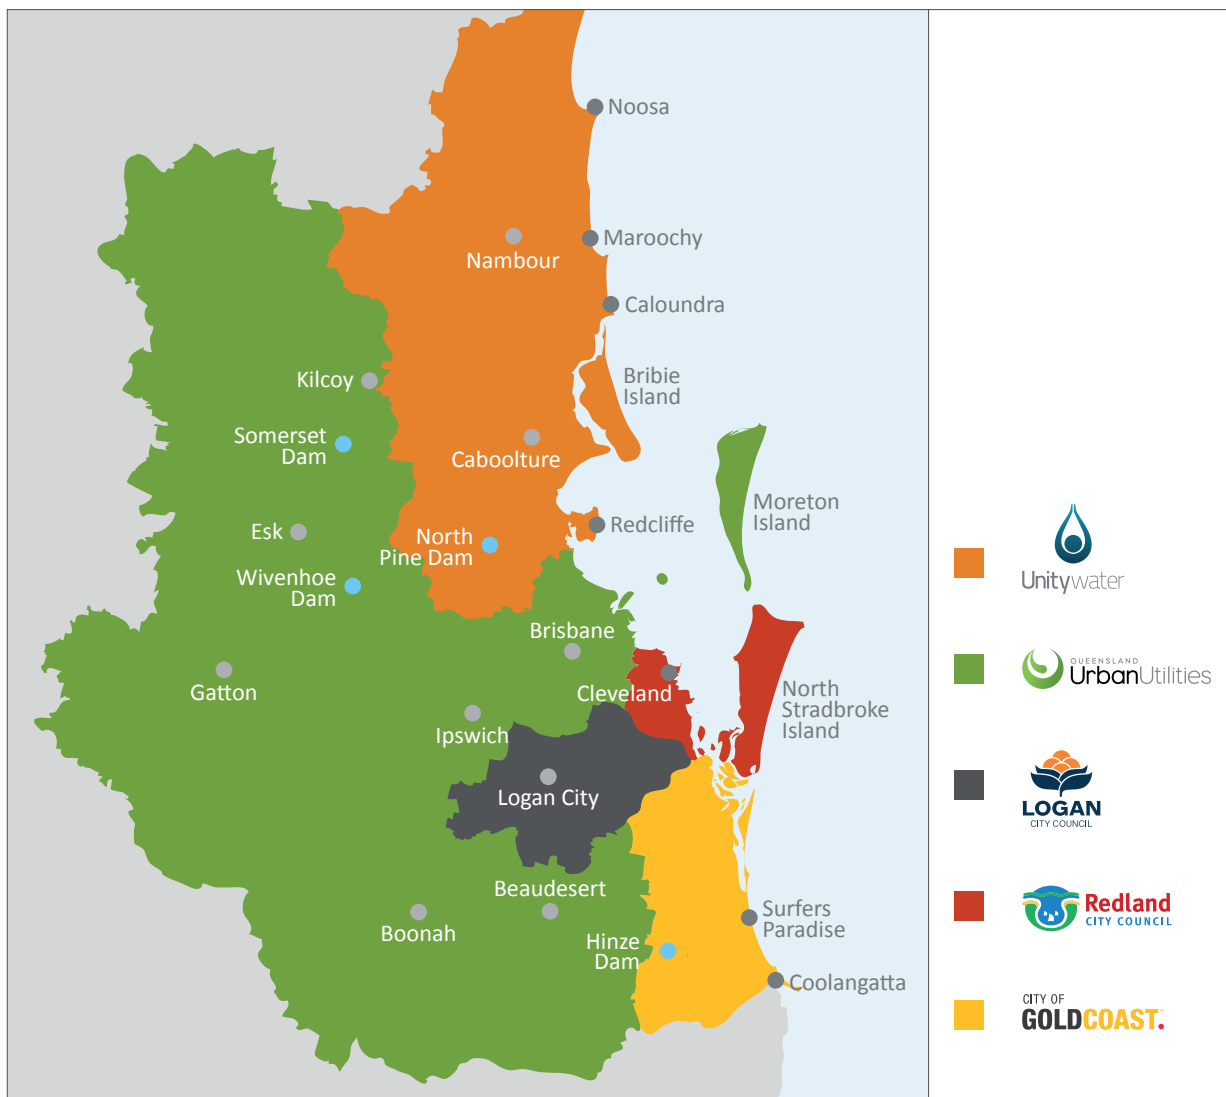 Noosa
Maroochy
Nambour
Caloundra
Kilcoy
Bribie
Island
Somerset
Dam
Caboolture
Moreton
Island
Redcliffe
Esk
North
Pine Dam
Wivenhoe
Dam
Brisbane
Gatton
Cleveland
North
Stradbroke
Island
Ipswich
Logan City
Beaudesert
Boonah
Surfers
Paradise
Hinze
Dam
Coolangatta
Unitywater
QUEENSLAND
UrbanUtilities
LOGAN
CITY COUNCIL
Redland
CITY COUNCIL
CITY OF
GOLDCOAST.